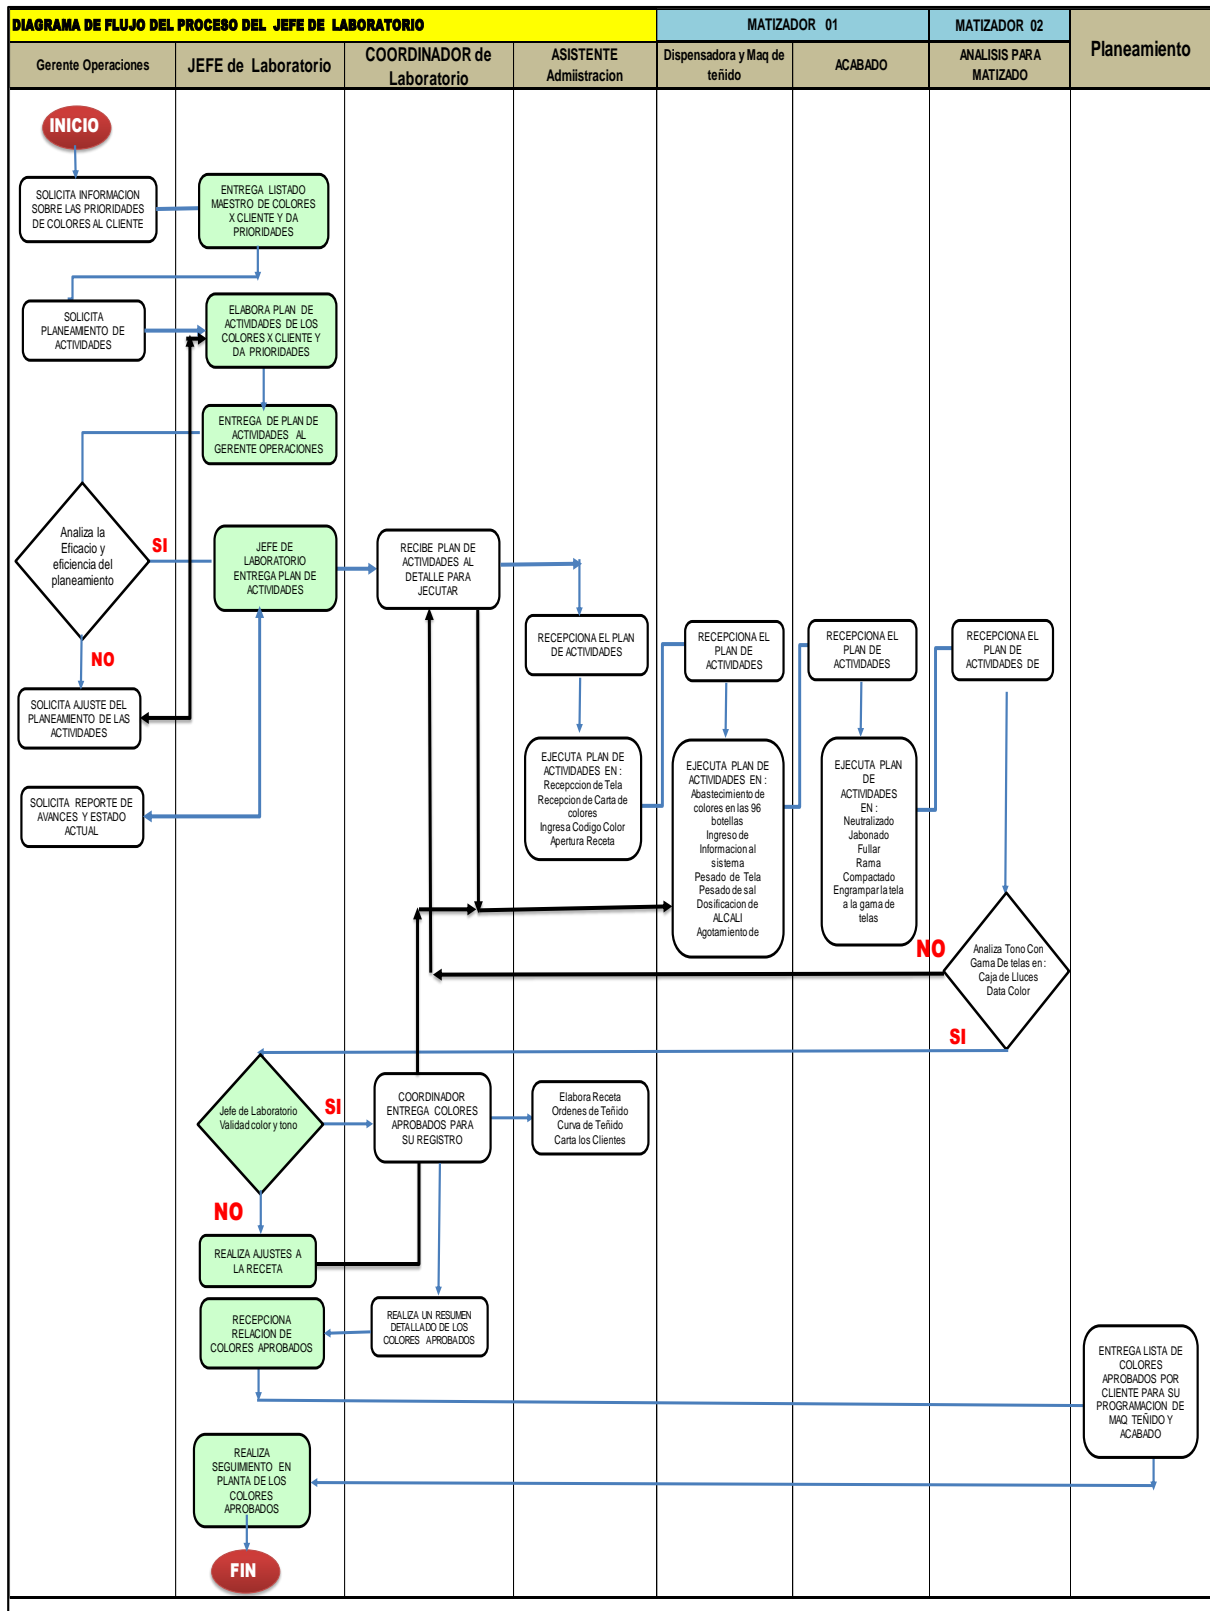 DIAGRAMA DE FLUJO DEL PROCESO DEL JEFE DE LABORATORIO
MATIZADOR 01
MATIZADOR 02
Planeamiento
Gerente Operaciones
JEFE de Laboratorio
COORDINADOR de
Laboratorio
ASISTENTE
Admiistracion
Dispensadora y Maq de
teñido
ACABADO
ANALISIS PARA
MATIZADO
INICIO
SOLICITA INFORMACION
SOBRE LAS PRIORIDADES
DE COLORES AL CLIENTE
ENTREGA LISTADO
MAESTRO DE COLORES
X CLIENTE Y DA
PRIORIDADES
SOLICITA
PLANEAMIENTO DE
ACTIVIDADES
ELABORA PLAN DE
ACTIVIDADES DE LOS
COLORES X CLIENTE Y
DA PRIORIDADES
ENTREGA DE PLAN DE
ACTIVIDADES AL
GERENTE OPERACIONES
Analiza la
Eficacio y
eficiencia del
planeamiento
SI
JEFE DE
LABORATORIO
ENTREGA PLAN DE
ACTIVIDADES
RECIBE PLAN DE
ACTIVIDADES AL
DETALLE PARA
JECUTAR
RECEPCIONA EL PLAN
DE ACTIVIDADES
RECEPCIONA EL
PLAN DE
ACTIVIDADES
RECEPCIONA EL
PLAN DE
ACTIVIDADES
RECEPCIONA EL
PLAN DE
ACTIVIDADES DE
NO
SOLICITA AJUSTE DEL
PLANEAMIENTO DE LAS
ACTIVIDADES
SOLICITA REPORTE DE
AVANCES Y ESTADO
ACTUAL
EJECUTA PLAN DE
ACTIVIDADES EN :
Recepccion de Tela
Recepcion de Carta de
colores
Ingresa Codigo Color
Apertura Receta
EJECUTA PLAN DE
ACTIVIDADES EN :
Abastecimiento de
colores en las 96
botellas
Ingreso de
Informacion al
sistema
Pesado de Tela
Pesado de sal
Dosificacion de
ALCALI
Agotamiento de
EJECUTA PLAN
DE
ACTIVIDADES
EN :
Neutralizado
Jabonado
Fullar
Rama
Compactado
Engrampar la tela
a la gama de
telas
NO
Analiza Tono Con
Gama De telas en :
Caja de Lluces
Data Color
SI
Jefe de Laboratorio
Validad color y tono
SI
COORDINADOR
ENTREGA COLORES
APROBADOS PARA
SU REGISTRO
Elabora Receta
Ordenes de Teñido
Curva de Teñido
Carta los Clientes
NO
REALIZA AJUSTES A
LA RECETA
RECEPCIONA
RELACION DE
COLORES APROBADOS
REALIZA UN RESUMEN
DETALLADO DE LOS
COLORES APROBADOS
ENTREGA LISTA DE
COLORES
APROBADOS POR
CLIENTE PARA SU
PROGRAMACION DE
MAQ TEÑIDO Y
ACABADO
REALIZA
SEGUIMIENTO EN
PLANTA DE LOS
COLORES
APROBADOS
FIN